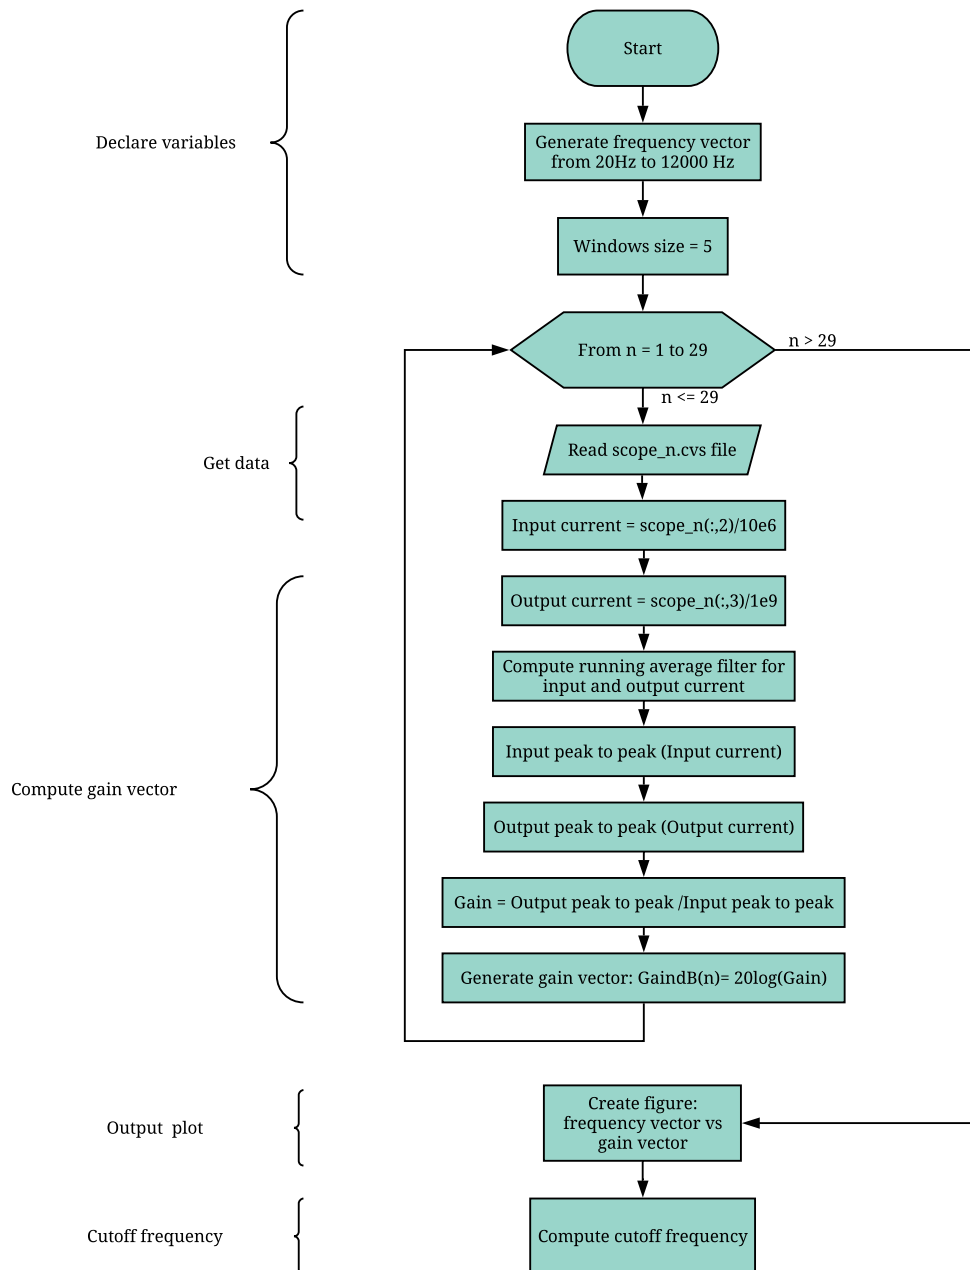 Start
Declare variables
Generate frequency vector
from 20Hz to 12000 Hz
Windows size = 5
From n = 1 to 29
n > 29
n <= 29
Get data
Read scope_n.cvs file
Input current = scope_n(:,2)/10e6
Output current = scope_n(:,3)/1e9
Compute running average filter for
input and output current
Input peak to peak (Input current)
Compute gain vector
Output peak to peak (Output current)
Gain = Output peak to peak /Input peak to peak
Generate gain vector: GaindB(n)= 20log(Gain)
Output  plot
Create figure:
frequency vector vs
gain vector
Cutoff frequency
Compute cutoff frequency